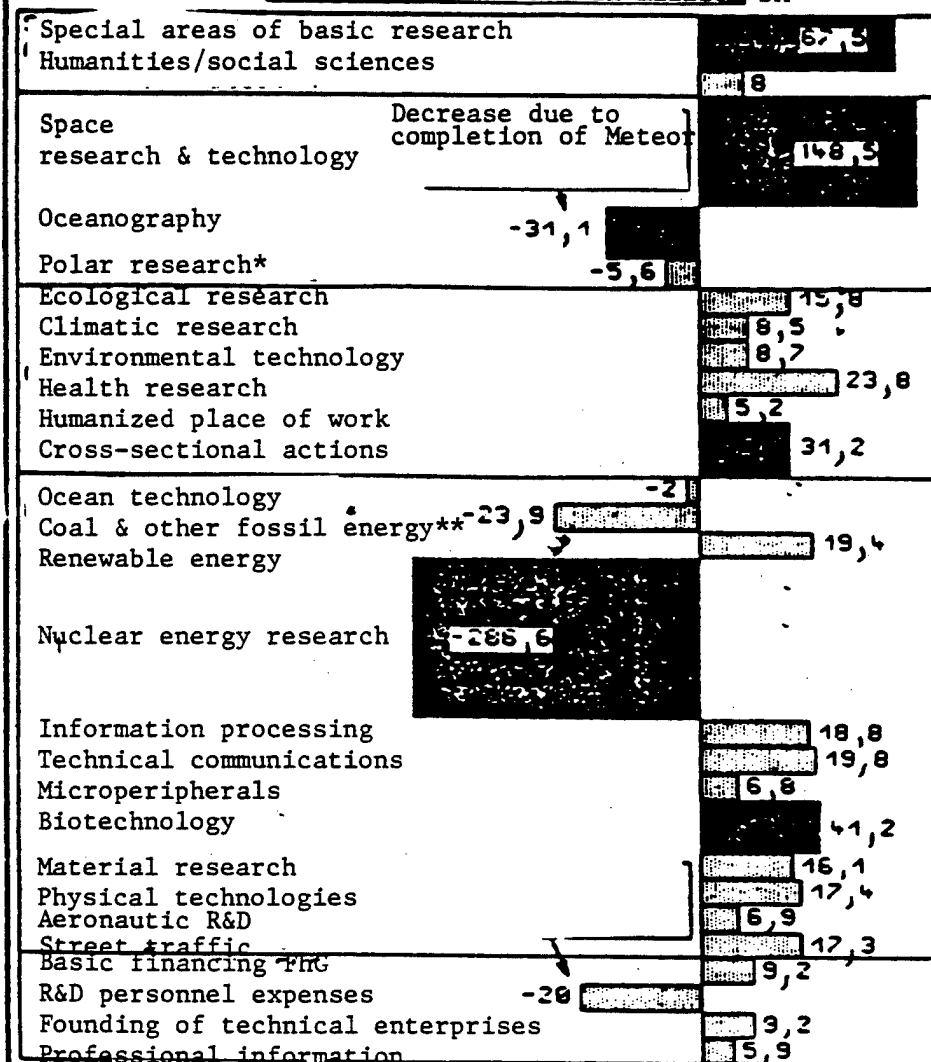 Special areas of basic research 67,5
Humanities/social sciences 8
Space
research & technology 148,5
Decrease due to
completion of Meteor
Oceanography -31,1
Polar research* -5,6
Ecological research 15,8
Climatic research 8,5
Environmental technology 8,7
Health research 23,8
Humanized place of work 5,2
Cross-sectional actions 31,2
Ocean technology -2
Coal & other fossil energy** -23,9
Renewable energy 19,4
Nuclear energy research -286,6
Information processing 18,8
Technical communications 19,8
Microperipherals 6,8
Biotechnology 41,2
Material research 16,1
Physical technologies 17,4
Aeronautic R&D 6,9
Street traffic 17,3
Basic financing FhG 9,2
R&D personnel expenses -20
Founding of technical enterprises 9,2
Professional information 5,9